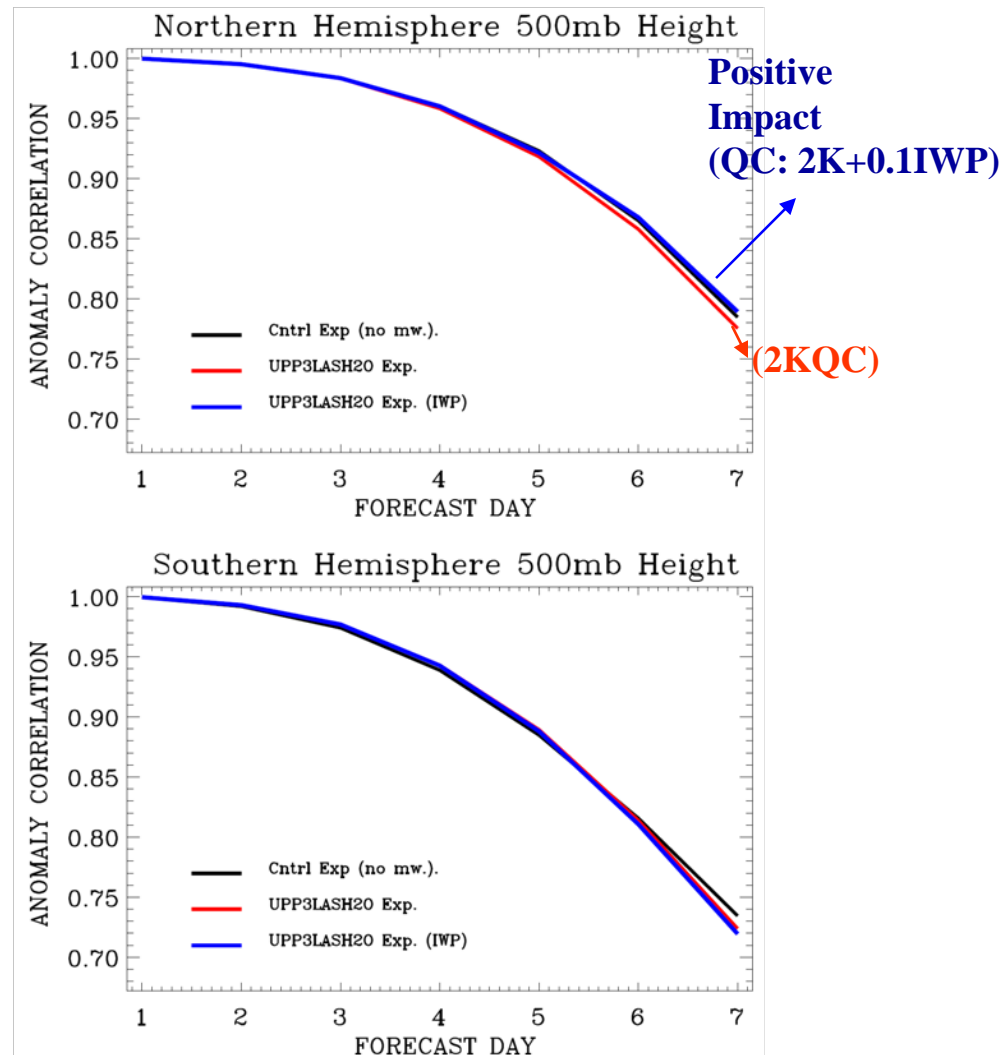 Northern Hemisphere 500mb Height
1.00
0.95
0.90
0.85
0.80
0.75
0.70
ANOMALY CORRELATION
Cntrl Exp (no mw.).
UPP3LASH2O Exp.
UPP3LASH2O Exp. (IWP)
1 2 3 4 5 6 7
FORECAST DAY
Positive
Impact
(QC: 2K+0.1IWP)
(2KQC)
Southern Hemisphere 500mb Height
1.00
0.95
0.90
0.85
0.80
0.75
0.70
ANOMALY CORRELATION
Cntrl Exp (no mw.).
UPP3LASH2O Exp.
UPP3LASH2O Exp. (IWP)
1 2 3 4 5 6 7
FORECAST DAY